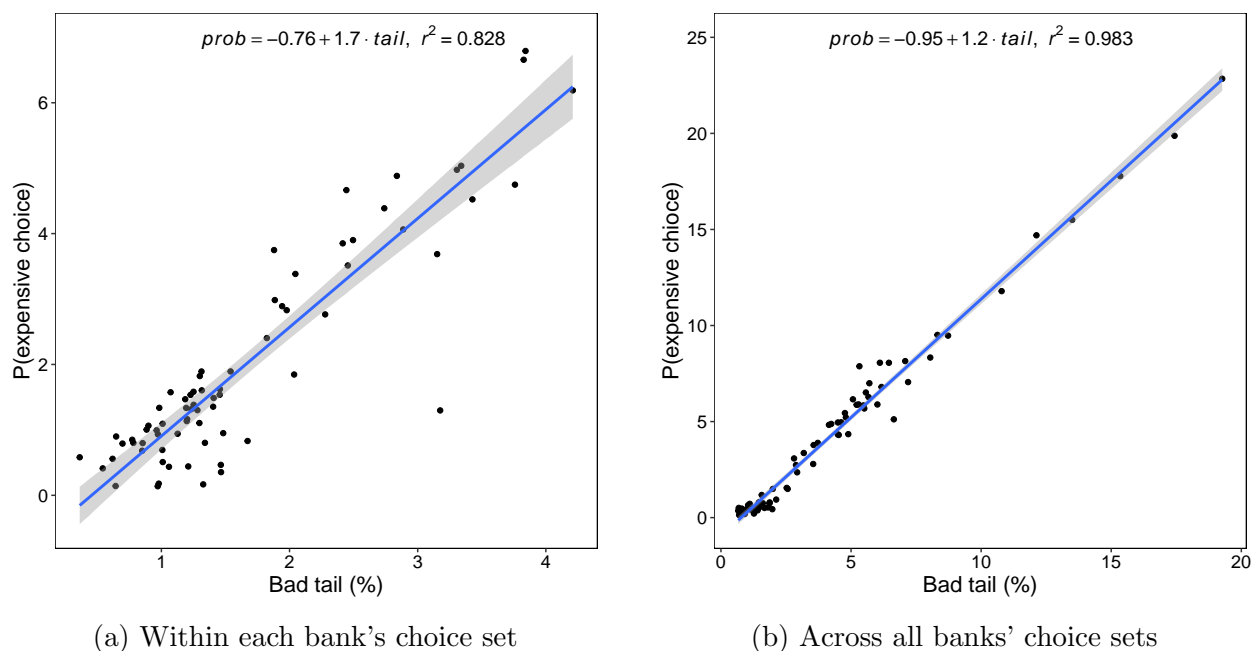 prob = −0.76 + 1.7 · tail, r² = 0.828
P(expensive choice)
6
4
2
0
1
2
3
4
Bad tail (%)
(a) Within each bank's choice set
prob = −0.95 + 1.2 · tail, r² = 0.983
P(expensive chioce)
25
20
15
10
5
0
0
5
10
15
20
Bad tail (%)
(b) Across all banks' choice sets